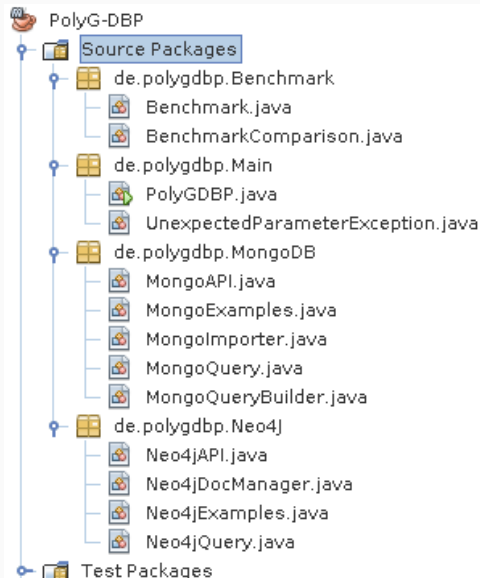 PolyG-DBP
Source Packages
de.polygdbp.Benchmark
Benchmark.java
BenchmarkComparison.java
de.polygdbp.Main
PolyGDBP.java
UnexpectedParameterException.java
de.polygdbp.MongoDB
MongoAPI.java
MongoExamples.java
MongoImporter.java
MongoQuery.java
MongoQueryBuilder.java
de.polygdbp.Neo4J
Neo4jAPI.java
Neo4jDocManager.java
Neo4jExamples.java
Neo4jQuery.java
Test Packages